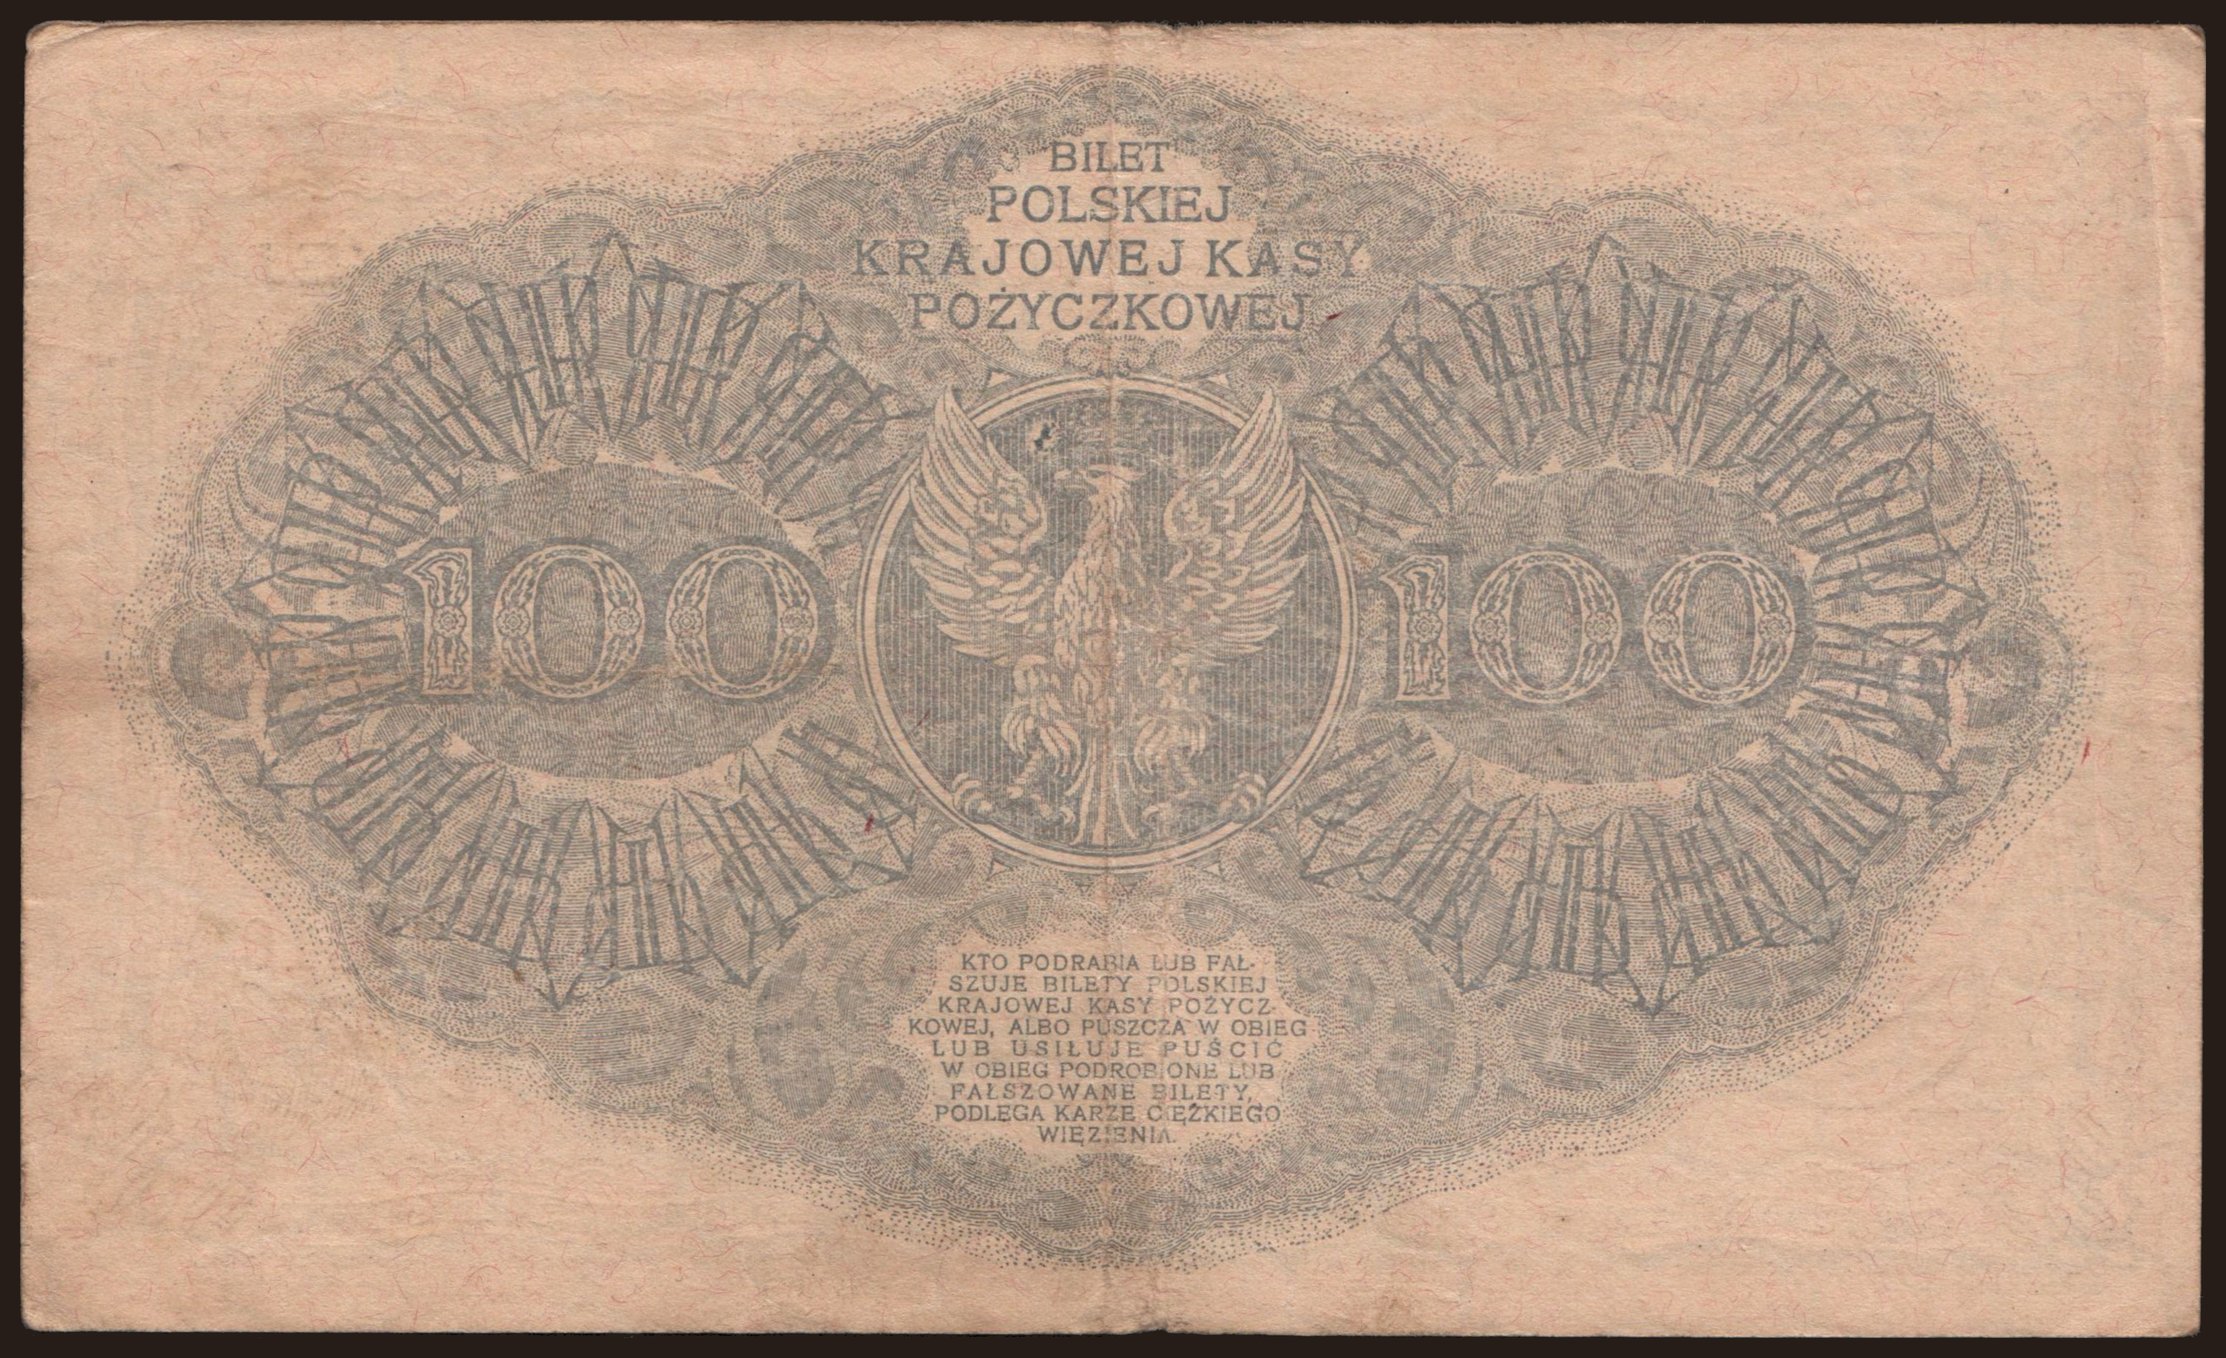 BILET
POLSKIEJ
KRAJOWEJ KASY
POŻYCZKOWEJ
100 100
KTO PODRABIA LUB FAŁ-
SZUJE BILETY POLSKIEJ
KRAJOWEJ KASY POŻYCZ-
KOWEJ, ALBO PUSZCZA W OBIEG
LUB USIŁUJE PUŚCIĆ
W OBIEG PODROBIONE LUB
FAŁSZOWANE BILETY,
PODLEGA KARZE CIĘŻKIEGO
WIĘZIENIA.